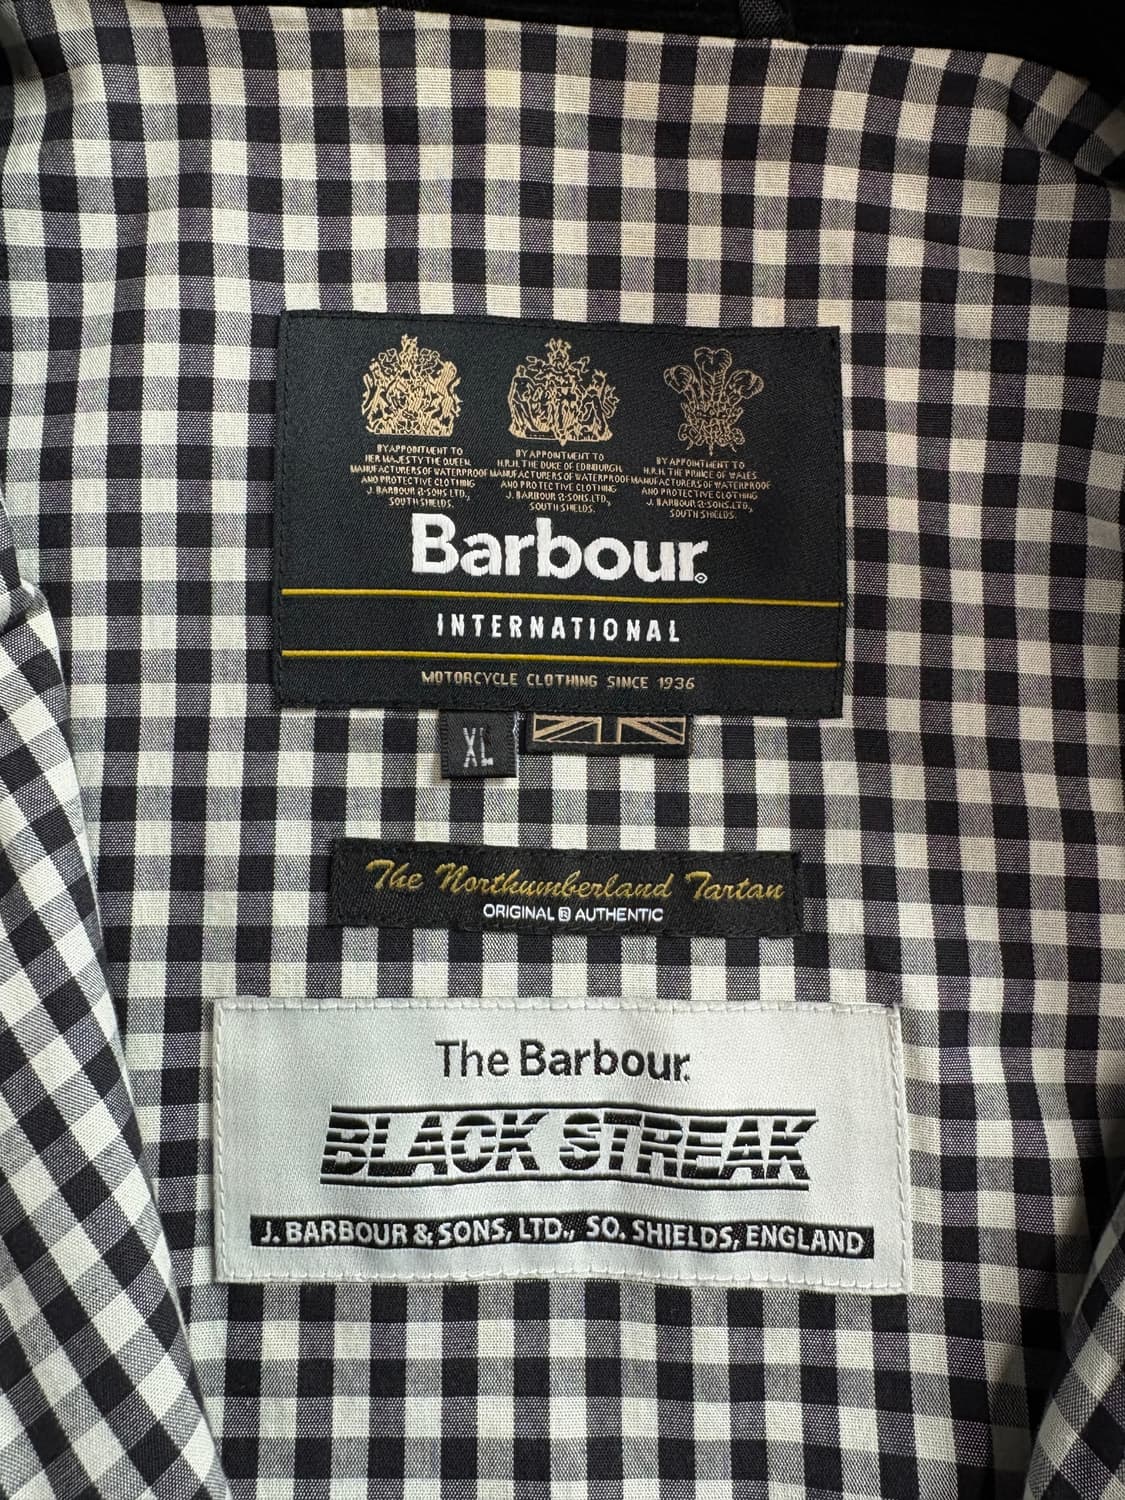 BY APPOINTMENT TO
HER MAJESTY THE QUEEN
MANUFACTURERS OF WATERPROOF
AND PROTECTIVE CLOTHING
J. BARBOUR & SONS LTD.,
SOUTH SHIELDS.
BY APPOINTMENT TO
H.R.H. THE DUKE OF EDINBURGH
MANUFACTURERS OF WATERPROOF
AND PROTECTIVE CLOTHING
J. BARBOUR & SONS. LTD.,
SOUTH SHIELDS.
BY APPOINTMENT TO
H.R.H. THE PRINCE OF WALES
MANUFACTURERS OF WATERPROOF
AND PROTECTIVE CLOTHING
J. BARBOUR & SONS. LTD.,
SOUTH SHIELDS.
Barbour®
INTERNATIONAL
MOTORCYCLE CLOTHING SINCE 1936
XL
The Northumberland Tartan
ORIGINAL ® AUTHENTIC
The Barbour.
BLACK STREAK
J. BARBOUR & SONS, LTD., SO. SHIELDS, ENGLAND